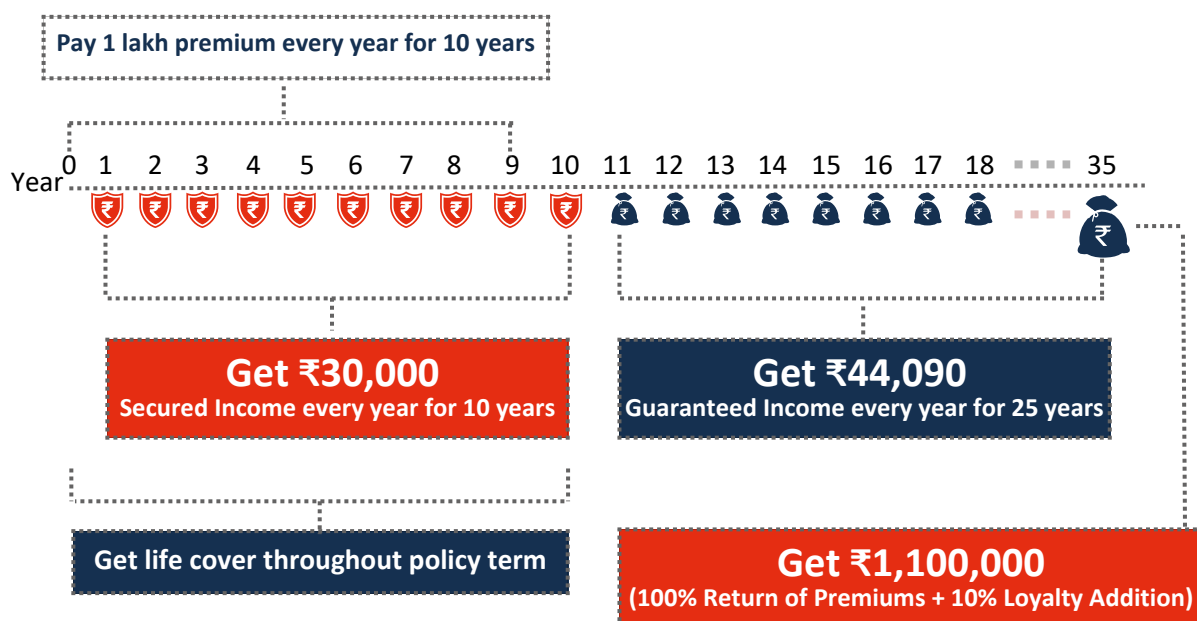 Pay 1 lakh premium every year for 10 years
Year 0 1 2 3 4 5 6 7 8 9 10 11 12 13 14 15 16 17 18 35
₹ ₹ ₹ ₹ ₹ ₹ ₹ ₹ ₹ ₹ ₹ ₹ ₹ ₹ ₹ ₹ ₹ ₹ ₹
Get ₹30,000
Secured Income every year for 10 years
Get ₹44,090
Guaranteed Income every year for 25 years
Get life cover throughout policy term
Get ₹1,100,000
(100% Return of Premiums + 10% Loyalty Addition)